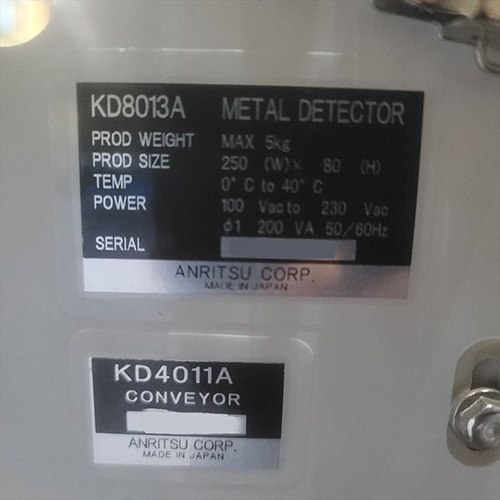 KD8013A METAL DETECTOR
PROD WEIGHT MAX 5kg
PROD SIZE 250 (W)× 80 (H)
TEMP 0° C to 40° C
POWER 100 Vac to 230 Vac
φ1 200 VA 50/60Hz
SERIAL
ANRITSU CORP.
MADE IN JAPAN
KD4011A
CONVEYOR
ANRITSU CORP.
MADE IN JAPAN